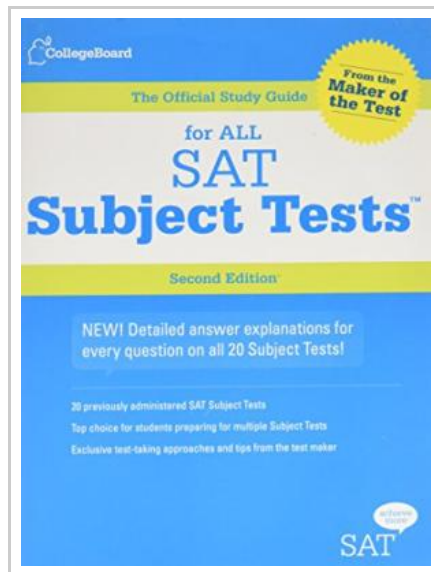 CollegeBoard
The Official Study Guide
From the
Maker of
the Test
for ALL
SAT
Subject Tests™
Second Edition
NEW! Detailed answer explanations for
every question on all 20 Subject Tests!
20 previously administered SAT Subject Tests
Top choice for students preparing for multiple Subject Tests
Exclusive test-taking approaches and tips from the test maker
achieve
more
SAT